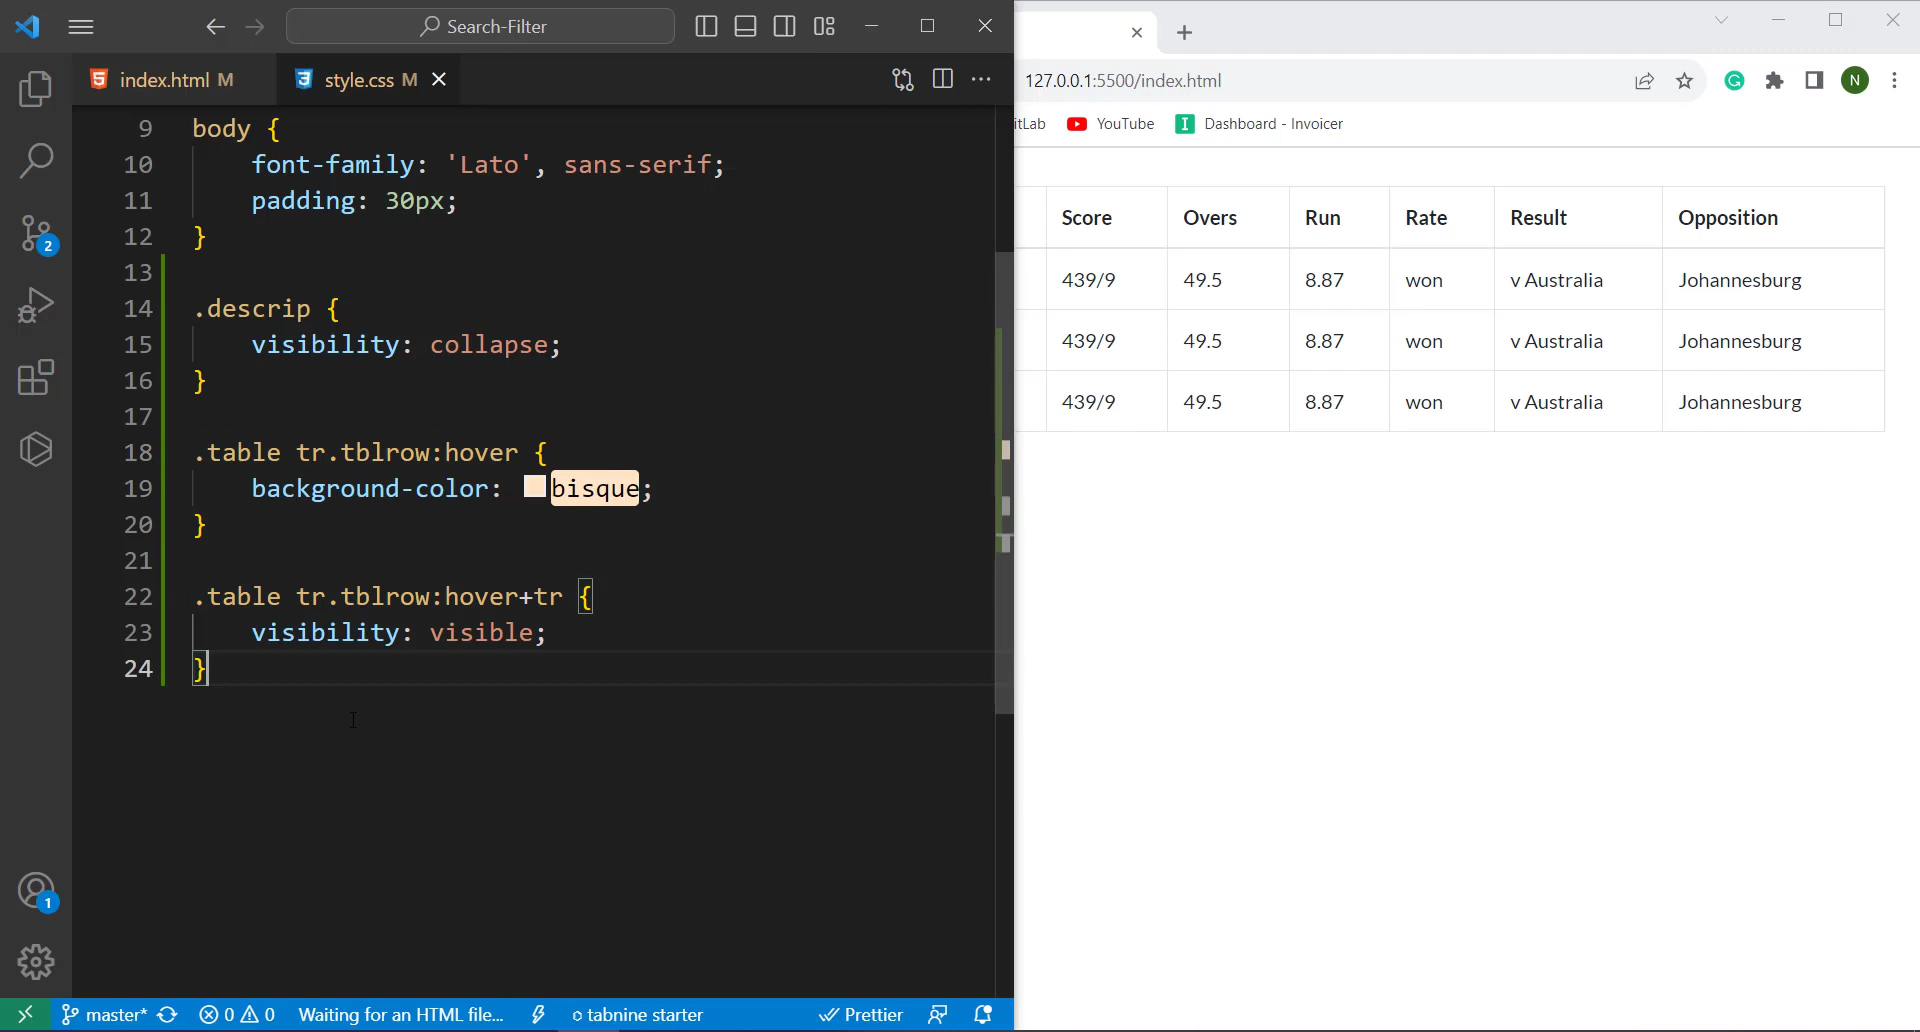 Search-Filter
index.html M
style.css M
9 body {
10 font-family: 'Lato', sans-serif;
11 padding: 30px;
12 }
13
14 .descrip {
15 visibility: collapse;
16 }
17
18 .table tr.tblrow:hover {
19 background-color: bisque;
20 }
21
22 .table tr.tblrow:hover+tr {
23 visibility: visible;
24 }
2
1
master*
0 0
Waiting for an HTML file...
tabnine starter
Prettier
127.0.0.1:5500/index.html
G
N
itLab
YouTube
I
Dashboard - Invoicer
Score Overs Run Rate Result Opposition
439/9 49.5 8.87 won v Australia Johannesburg
439/9 49.5 8.87 won v Australia Johannesburg
439/9 49.5 8.87 won v Australia Johannesburg